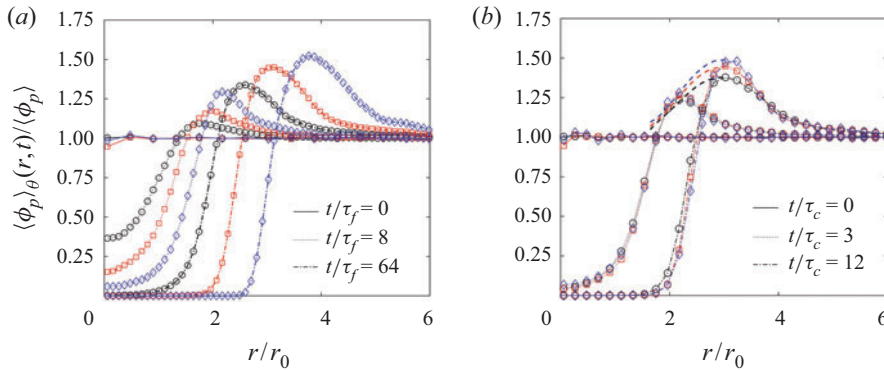 (a)
(b)
1.75
1.50
1.25
1.00
0.75
0.50
0.25
⟨ϕp⟩θ(r, t)/⟨ϕp⟩
t/τf = 0
t/τf = 8
t/τf = 64
0 2 4 6
r/r0
1.75
1.50
1.25
1.00
0.75
0.50
0.25
t/τc = 0
t/τc = 3
t/τc = 12
0 2 4 6
r/r0